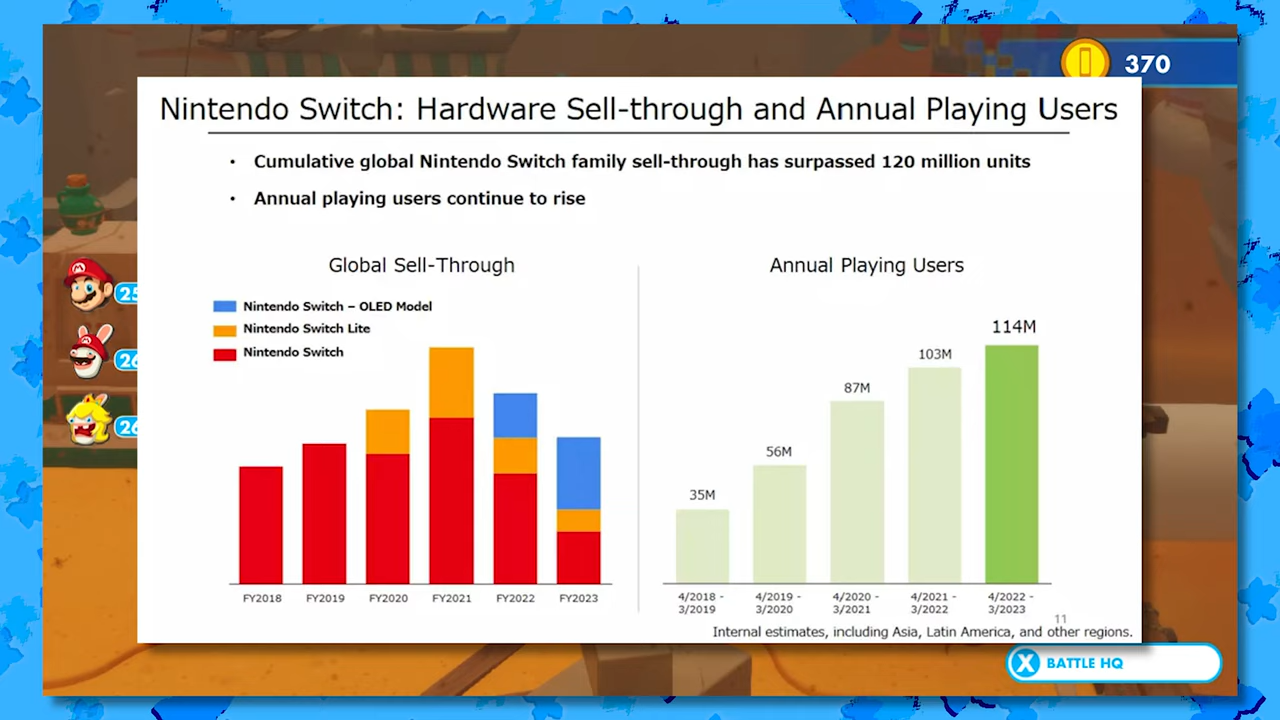 370
Nintendo Switch: Hardware Sell-through and Annual Playing Users
• Cumulative global Nintendo Switch family sell-through has surpassed 120 million units
• Annual playing users continue to rise
Global Sell-Through
Nintendo Switch – OLED Model
Nintendo Switch Lite
Nintendo Switch
FY2018 FY2019 FY2020 FY2021 FY2022 FY2023
Annual Playing Users
114M
103M
87M
56M
35M
4/2018 - 4/2019 - 4/2020 - 4/2021 - 4/2022 -
3/2019 3/2020 3/2021 3/2022 3/2023
11
Internal estimates, including Asia, Latin America, and other regions.
X BATTLE HQ